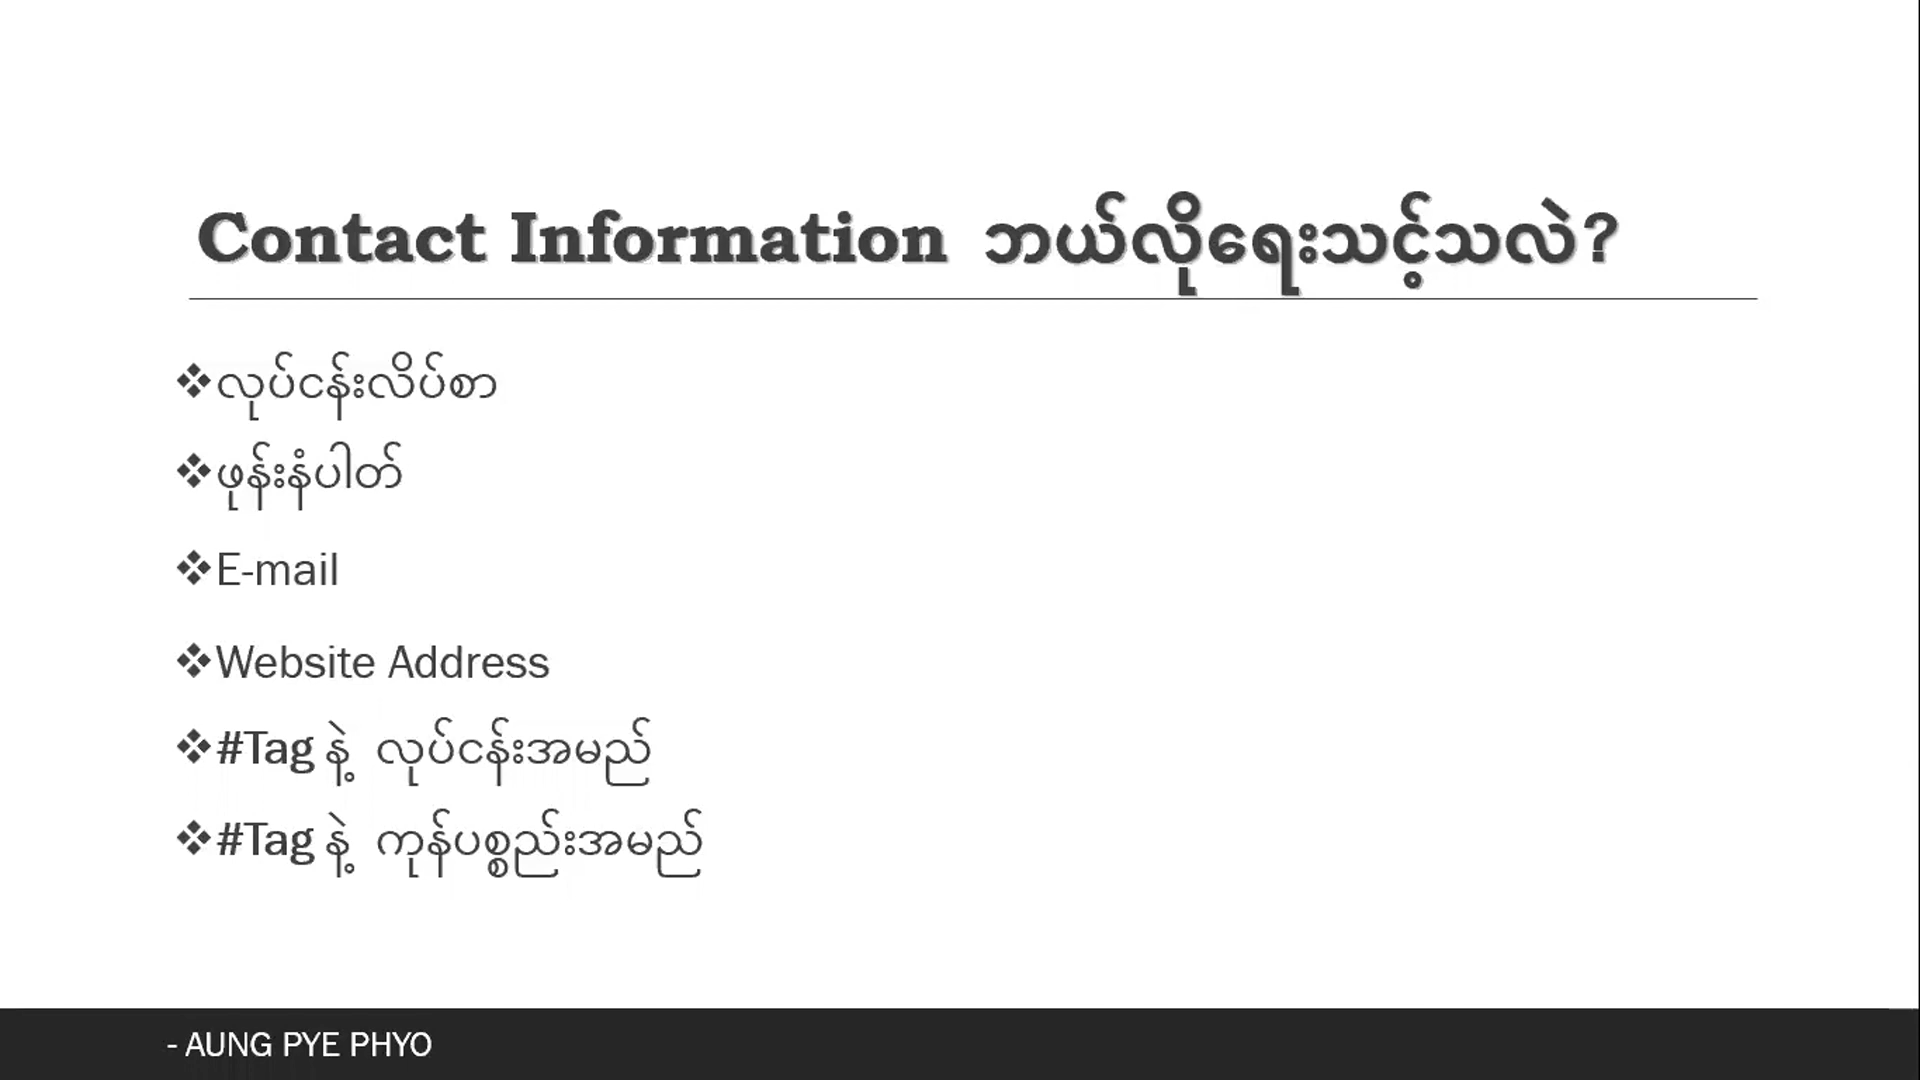 Contact Information ဘယ်လိုရေးသင့်သလဲ?
❖လုပ်ငန်းလိပ်စာ
❖ဖုန်းနံပါတ်
❖E-mail
❖Website Address
❖#Tag နဲ့ လုပ်ငန်းအမည်
❖#Tag နဲ့ ကုန်ပစ္စည်းအမည်
- AUNG PYE PHYO